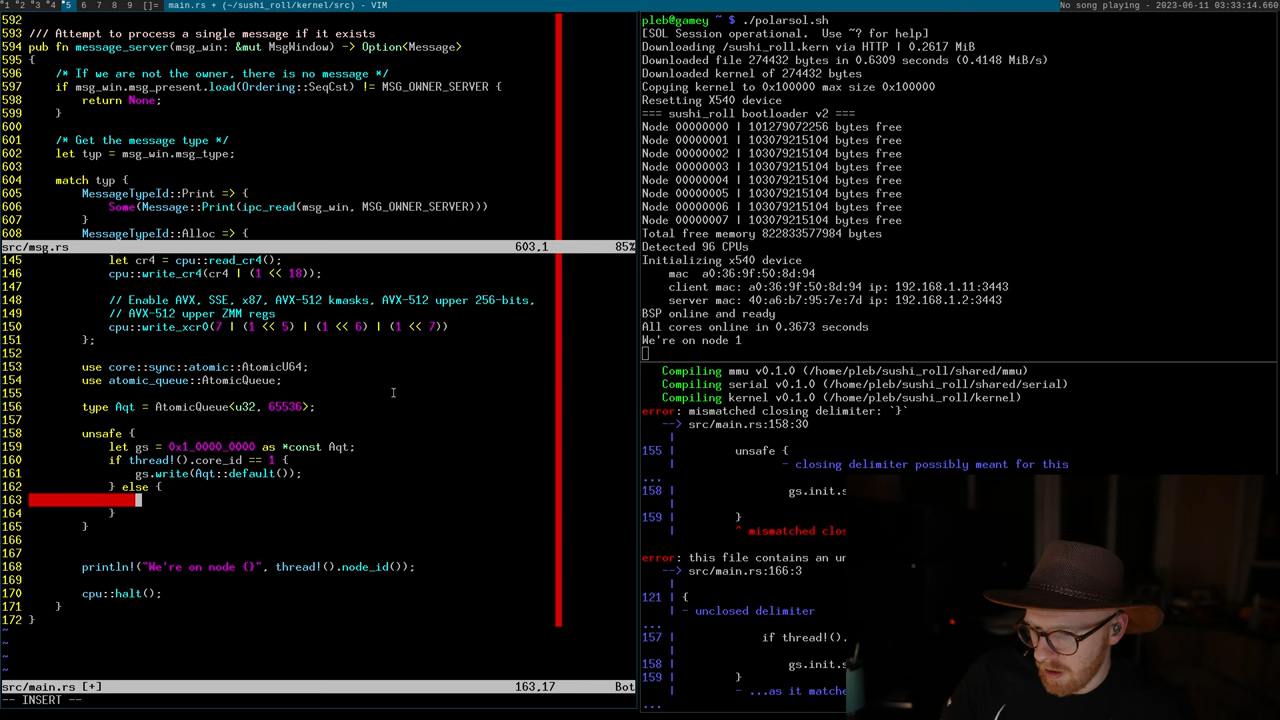 °1 °2 °3 °4 °5 6 7 8 9 []= main.rs + (~/sushi_roll/kernel/src) - VIM
No song playing - 2023-06-11 03:33:14.660
592
593 /// Attempt to process a single message if it exists
594 pub fn message_server(msg_win: &mut MsgWindow) -> Option<Message>
595 {
596     /* If we are not the owner, there is no message */
597     if msg_win.msg_present.load(Ordering::SeqCst) != MSG_OWNER_SERVER {
598         return None;
599     }
600
601     /* Get the message type */
602     let typ = msg_win.msg_type;
603
604     match typ {
605         MessageTypeId::Print => {
606             Some(Message::Print(ipc_read(msg_win, MSG_OWNER_SERVER)))
607         }
608         MessageTypeId::Alloc => {
src/msg.rs 603,1 85%
145             let cr4 = cpu::read_cr4();
146             cpu::write_cr4(cr4 | (1 << 18));
147
148             // Enable AVX, SSE, x87, AVX-512 kmasks, AVX-512 upper 256-bits,
149             // AVX-512 upper ZMM regs
150             cpu::write_xcr0(7 | (1 << 5) | (1 << 6) | (1 << 7))
151         };
152
153         use core::sync::atomic::AtomicU64;
154         use atomic_queue::AtomicQueue;
155
156         type Aqt = AtomicQueue<u32, 65536>;
157
158         unsafe {
159             let gs = 0x1_0000_0000 as *const Aqt;
160             if thread!().core_id == 1 {
161                 gs.write(Aqt::default());
162             } else {
163
164             }
165         }
166
167
168         println!("We're on node {}", thread!().node_id());
169
170         cpu::halt();
171     }
172 }
~
~
~
~
src/main.rs [+] 163,17 Bot
-- INSERT --
pleb@gamey ~ $ ./polarsol.sh
[SOL Session operational.  Use ~? for help]
Downloading /sushi_roll.kern via HTTP | 0.2617 MiB
Downloaded file 274432 bytes in 0.6309 seconds (0.4148 MiB/s)
Downloaded kernel of 274432 bytes
Copying kernel to 0x100000 max size 0x100000
Resetting X540 device
=== sushi_roll bootloader v2 ===
Node 00000000 | 101279072256 bytes free
Node 00000001 | 103079215104 bytes free
Node 00000002 | 103079215104 bytes free
Node 00000003 | 103079215104 bytes free
Node 00000004 | 103079215104 bytes free
Node 00000005 | 103079215104 bytes free
Node 00000006 | 103079215104 bytes free
Node 00000007 | 103079215104 bytes free
Total free memory 822833577984 bytes
Detected 96 CPUs
Initializing x540 device
    mac  a0:36:9f:50:8d:94
    client mac: a0:36:9f:50:8d:94 ip: 192.168.1.11:3443
    server mac: 40:a6:b7:95:7e:7d ip: 192.168.1.2:3443
BSP online and ready
All cores online in 0.3673 seconds
We're on node 1
   Compiling mmu v0.1.0 (/home/pleb/sushi_roll/shared/mmu)
   Compiling serial v0.1.0 (/home/pleb/sushi_roll/shared/serial)
   Compiling kernel v0.1.0 (/home/pleb/sushi_roll/kernel)
error: mismatched closing delimiter: `}`
   --> src/main.rs:158:30
    |
155 |         unsafe {
    |                - closing delimiter possibly meant for this
...
158 |                 gs.init.s
    |
159 |         }
    |         ^ mismatched clos
error: this file contains an un
   --> src/main.rs:166:3
    |
121 | {
    | - unclosed delimiter
...
157 |             if thread!().
    |
158 |                 gs.init.s
159 |         }
    |         - ...as it matche
...